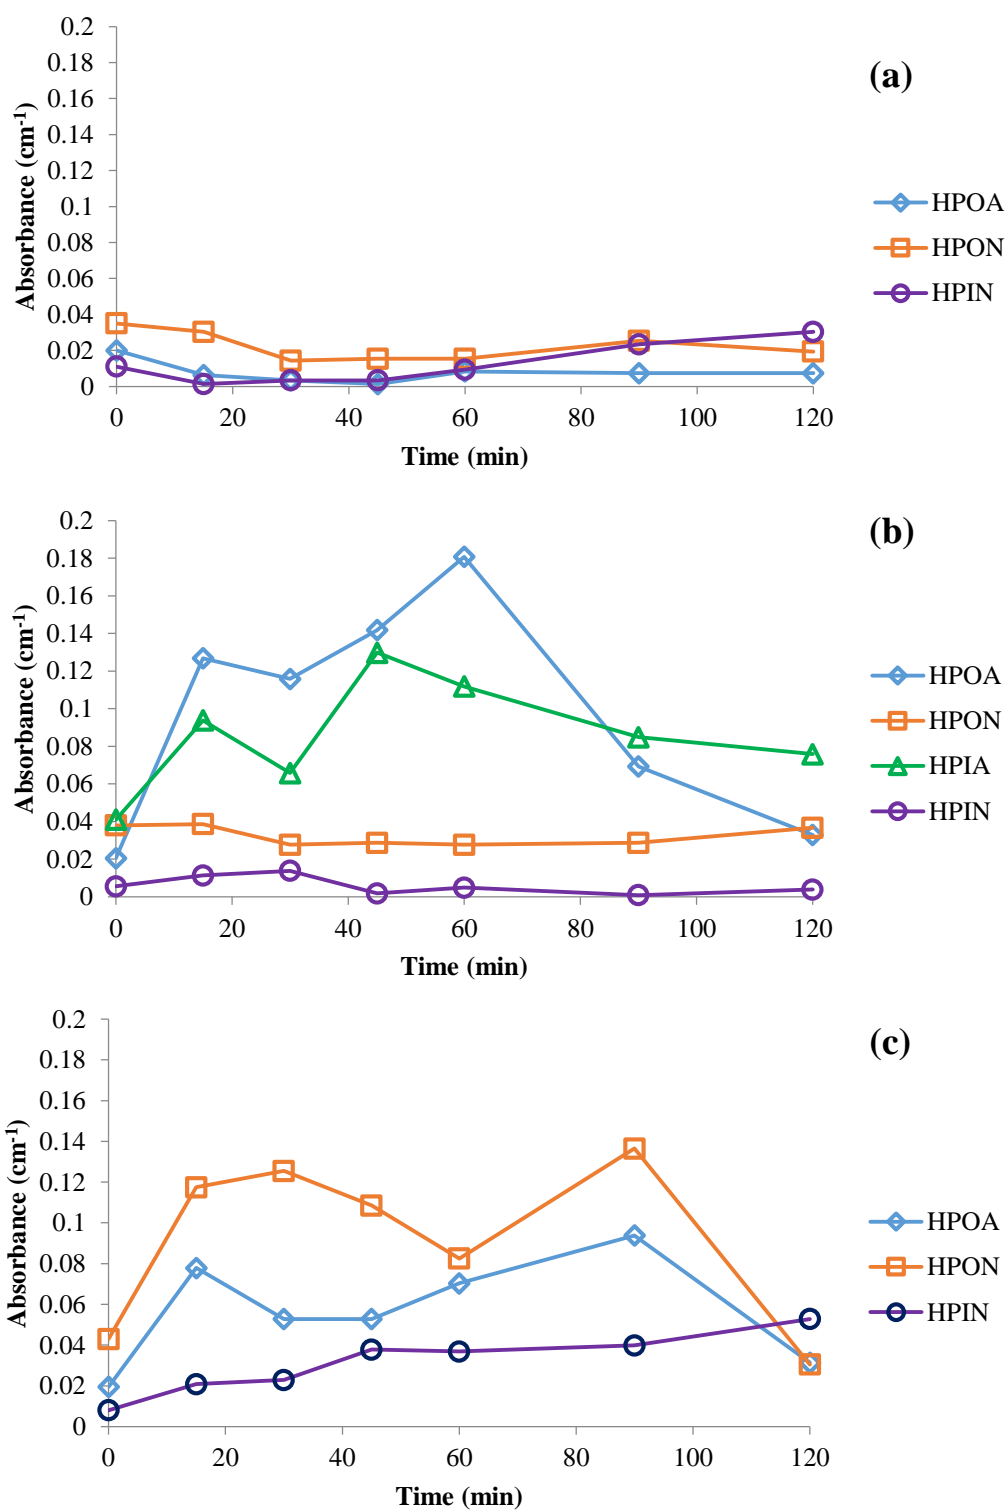 (a)
0.2
0.18
0.16
0.14
0.12
0.1
0.08
0.06
0.04
0.02
0
Absorbance (cm-1)
HPOA
HPON
HPIN
0 20 40 60 80 100 120
Time (min)
(b)
0.2
0.18
0.16
0.14
0.12
0.1
0.08
0.06
0.04
0.02
0
Absorbance (cm-1)
HPOA
HPON
HPIA
HPIN
0 20 40 60 80 100 120
Time (min)
(c)
0.2
0.18
0.16
0.14
0.12
0.1
0.08
0.06
0.04
0.02
0
Absorbance (cm-1)
HPOA
HPON
HPIN
0 20 40 60 80 100 120
Time (min)